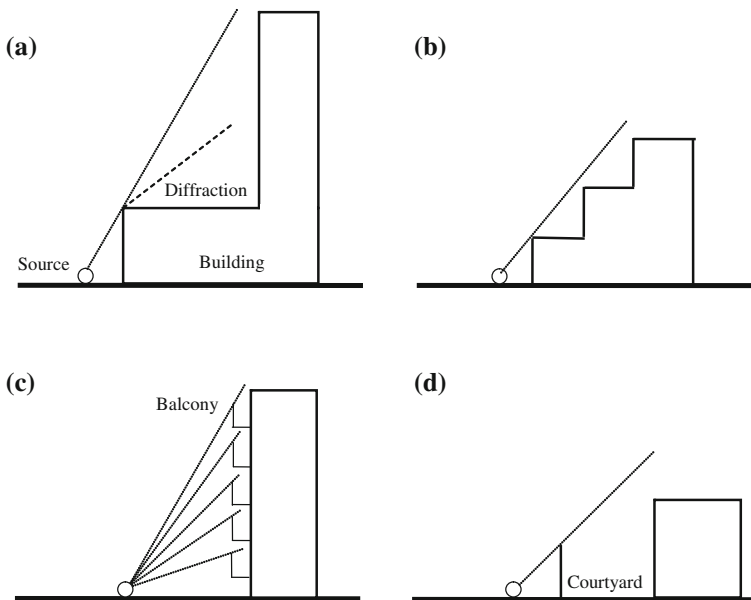 (a)
(b)
Diffraction
Source
Building
(c)
(d)
Balcony
Courtyard